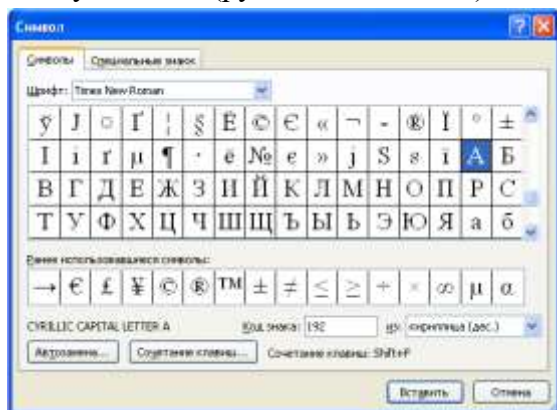 Символ
Символы Специальные знаки
Шрифт: Times New Roman
ў Ј ¤ Ґ ¦ § Ё © Є « ¬ - ® Ї ° ±
І і ґ µ ¶ · ё № є » ј Ѕ ѕ ї А Б
В Г Д Е Ж З И Й К Л М Н О П Р С
Т У Ф Х Ц Ч Ш Щ Ъ Ы Ь Э Ю Я а б
Ранее использовавшиеся символы:
→ € £ ¥ © ® ™ ± ≠ ≤ ≥ ÷ × ∞ µ α
CYRILLIC CAPITAL LETTER A Код знака: 192 из: кириллица (дес.)
Автозамена... Сочетание клавиш... Сочетание клавиш: Shift+F
Вставить Отмена